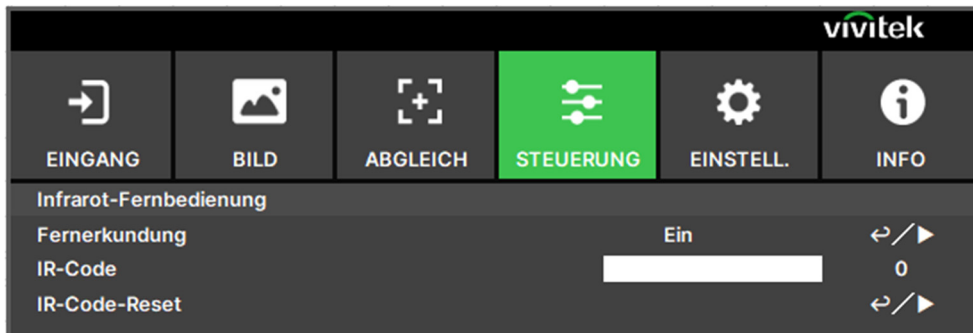 vivitek
EINGANG BILD ABGLEICH STEUERUNG EINSTELL. INFO
Infrarot-Fernbedienung
Fernerkundung Ein ↩/▶
IR-Code 0
IR-Code-Reset ↩/▶